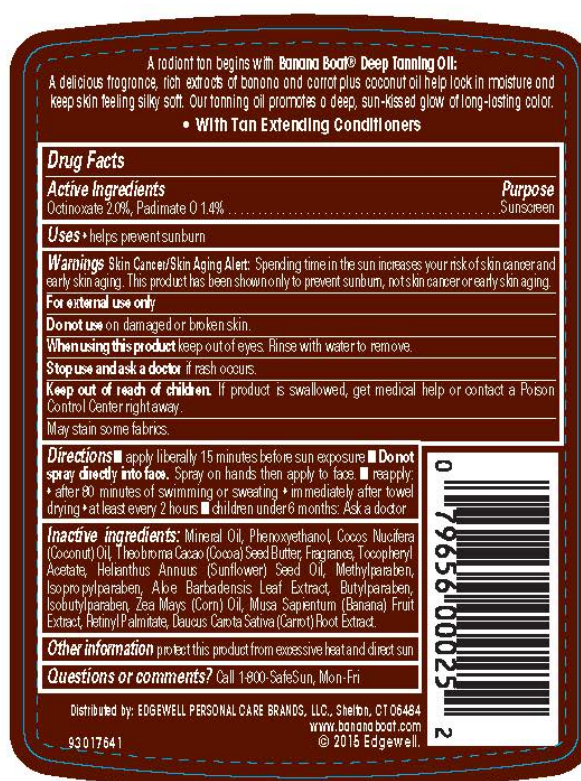 A radiant tan begins with Banana Boat® Deep Tanning Oil:
A delicious fragrance, rich extracts of banana and carrot plus coconut oil help lock in moisture and
keep skin feeling silky soft. Our tanning oil promotes a deep, sun-kissed glow of long-lasting color.
• With Tan Extending Conditioners
Drug Facts
Active Ingredients Purpose
Octinoxate 2.0%, Padimate O 1.4% ................................................ Sunscreen
Uses • helps prevent sunburn
Warnings Skin Cancer/Skin Aging Alert: Spending time in the sun increases your risk of skin cancer and
early skin aging. This product has been shown only to prevent sunburn, not skin cancer or early skin aging.
For external use only
Do not use on damaged or broken skin.
When using this product keep out of eyes. Rinse with water to remove.
Stop use and ask a doctor if rash occurs.
Keep out of reach of children. If product is swallowed, get medical help or contact a Poison
Control Center right away.
May stain some fabrics.
Directions ■ apply liberally 15 minutes before sun exposure ■ Do not
spray directly into face. Spray on hands then apply to face. ■ reapply:
• after 80 minutes of swimming or sweating • immediately after towel
drying • at least every 2 hours ■ children under 6 months: Ask a doctor
Inactive ingredients: Mineral Oil, Phenoxyethanol, Cocos Nucifera
(Coconut) Oil, Theobroma Cacao (Cocoa) Seed Butter, Fragrance, Tocopheryl
Acetate, Helianthus Annuus (Sunflower) Seed Oil, Methylparaben,
Isopropylparaben, Aloe Barbadensis Leaf Extract, Butylparaben,
Isobutylparaben, Zea Mays (Corn) Oil, Musa Sapientum (Banana) Fruit
Extract, Retinyl Palmitate, Daucus Carota Sativa (Carrot) Root Extract.
Other information protect this product from excessive heat and direct sun
Questions or comments? Call 1-800-SafeSun, Mon-Fri
0 79656 00025 2
Distributed by: EDGEWELL PERSONAL CARE BRANDS, LLC., Shelton, CT 06484
www.bananaboat.com
93017641 © 2015 Edgewell.